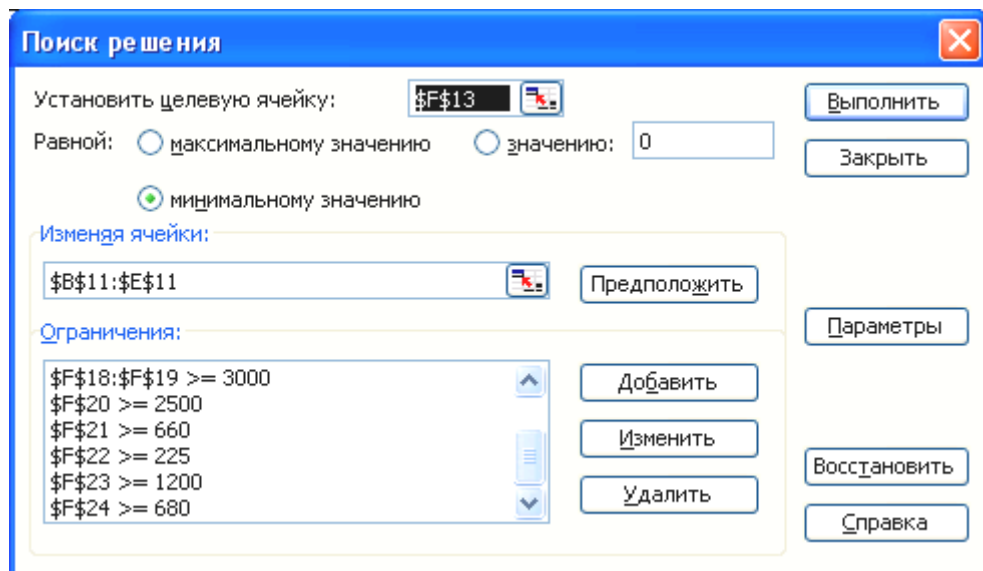 Поиск решения
Установить целевую ячейку: $F$13
Выполнить
Равной: максимальному значению значению: 0
Закрыть
минимальному значению
Изменяя ячейки:
$B$11:$E$11
Предположить
Ограничения:
Параметры
$F$18:$F$19 >= 3000
$F$20 >= 2500
$F$21 >= 660
$F$22 >= 225
$F$23 >= 1200
$F$24 >= 680
Добавить
Изменить
Удалить
Восстановить
Справка